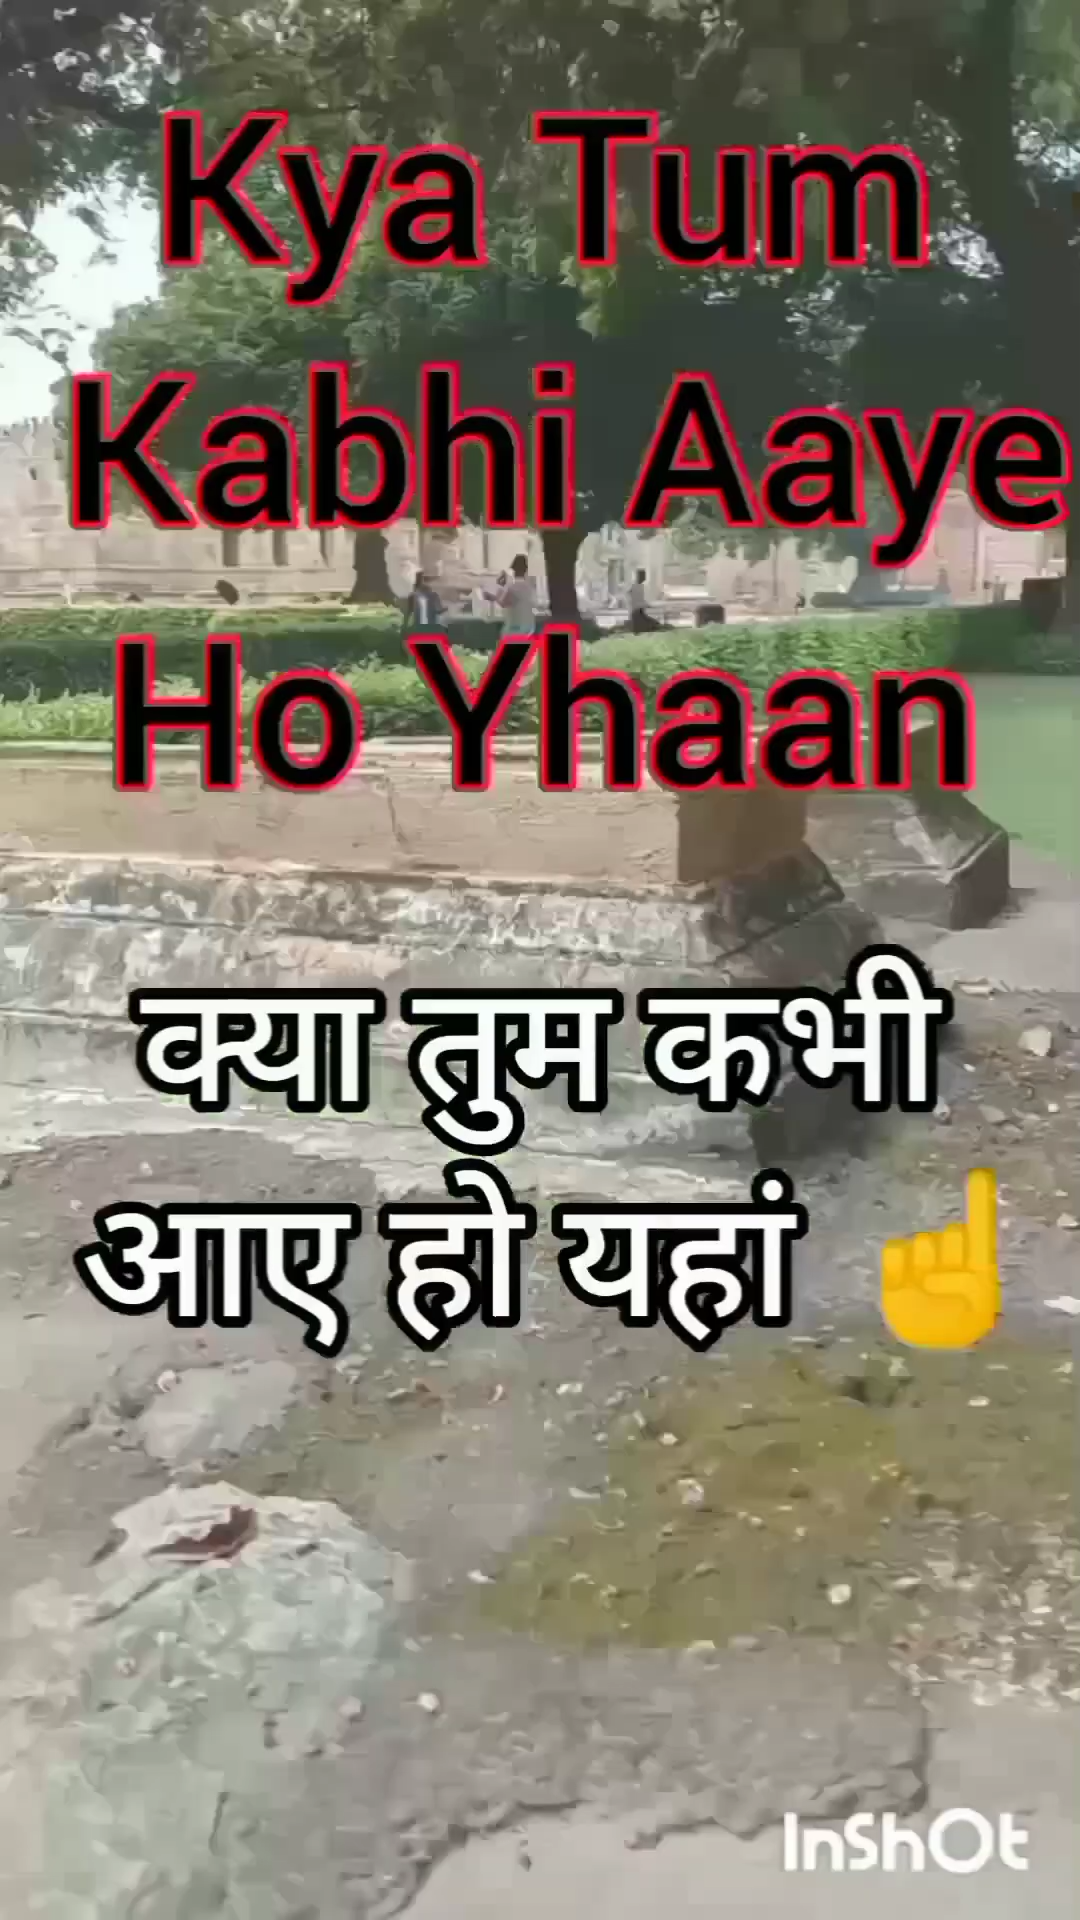 Kya Tum
Kabhi Aaye
Ho Yhaan
क्या तुम कभी
आए हो यहां ☝
InShOt